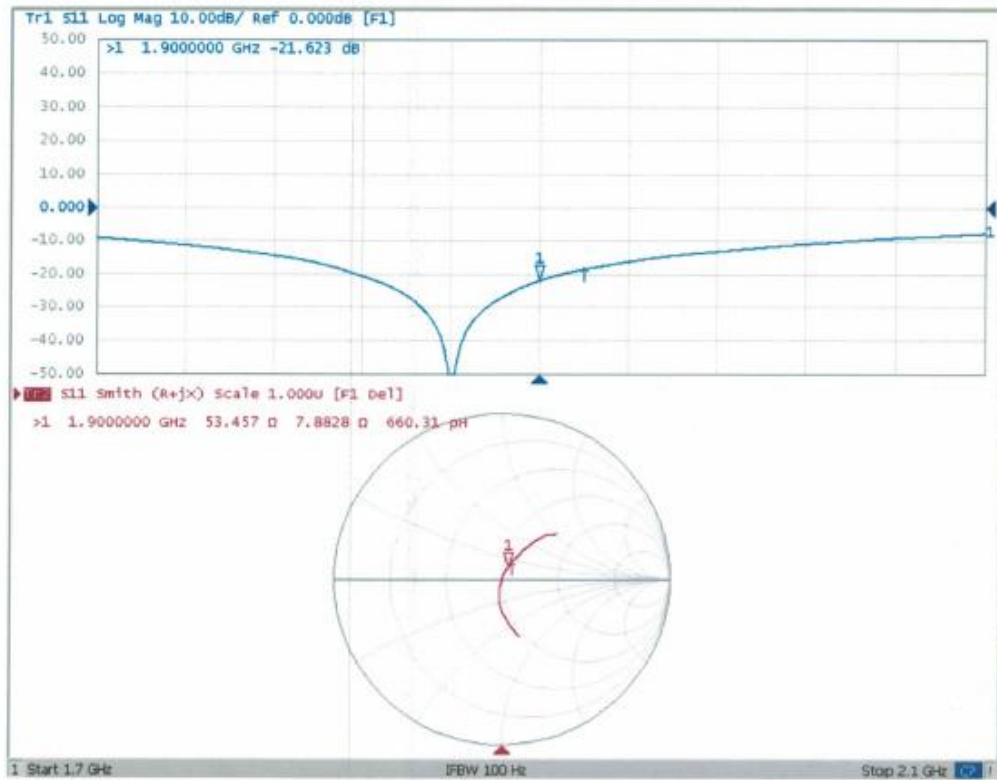 Tr1 S11 Log Mag 10.00dB/ Ref 0.000dB [F1]
50.00
>1 1.9000000 GHz -21.623 dB
40.00
30.00
20.00
10.00
0.000
-10.00
1
1
-20.00
-30.00
-40.00
-50.00
S11 Smith (R+jX) Scale 1.000U [F1 Del]
>1 1.9000000 GHz 53.457 Ω 7.8828 Ω 660.31 pH
1
1 Start 1.7 GHz
IFBW 100 Hz
Stop 2.1 GHz